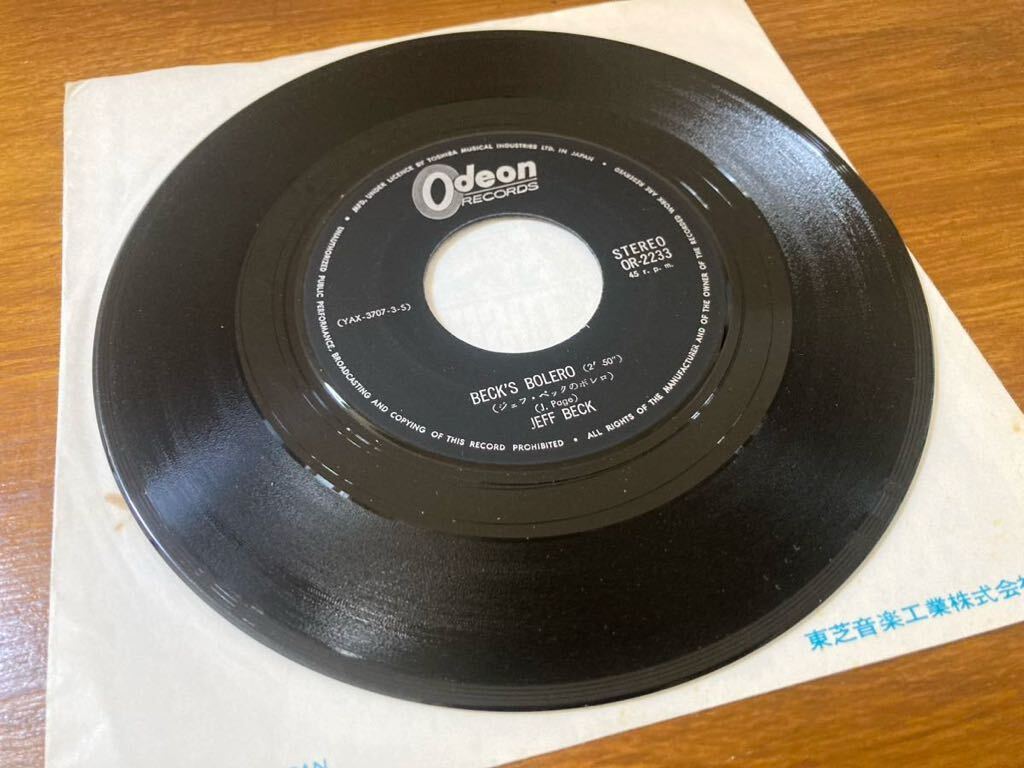 MFD. UNDER LICENCE BY TOSHIBA MUSICAL INDUSTRIES LTD. IN JAPAN •
Odeon
RECORDS
STEREO
OR-2233
45 r. p. m.
(YAX-3707-3-S)
BECK'S BOLERO (2' 50")
(ジェフ・ベックのボレロ)
(J. Page)
JEFF BECK
UNAUTHORIZED PUBLIC PERFORMANCE, BROADCASTING AND COPYING OF THIS RECORD PROHIBITED • ALL RIGHTS OF THE MANUFACTURER AND OF THE OWNER OF THE RECORDED WORK ARE RESERVED
東芝音楽工業株式会